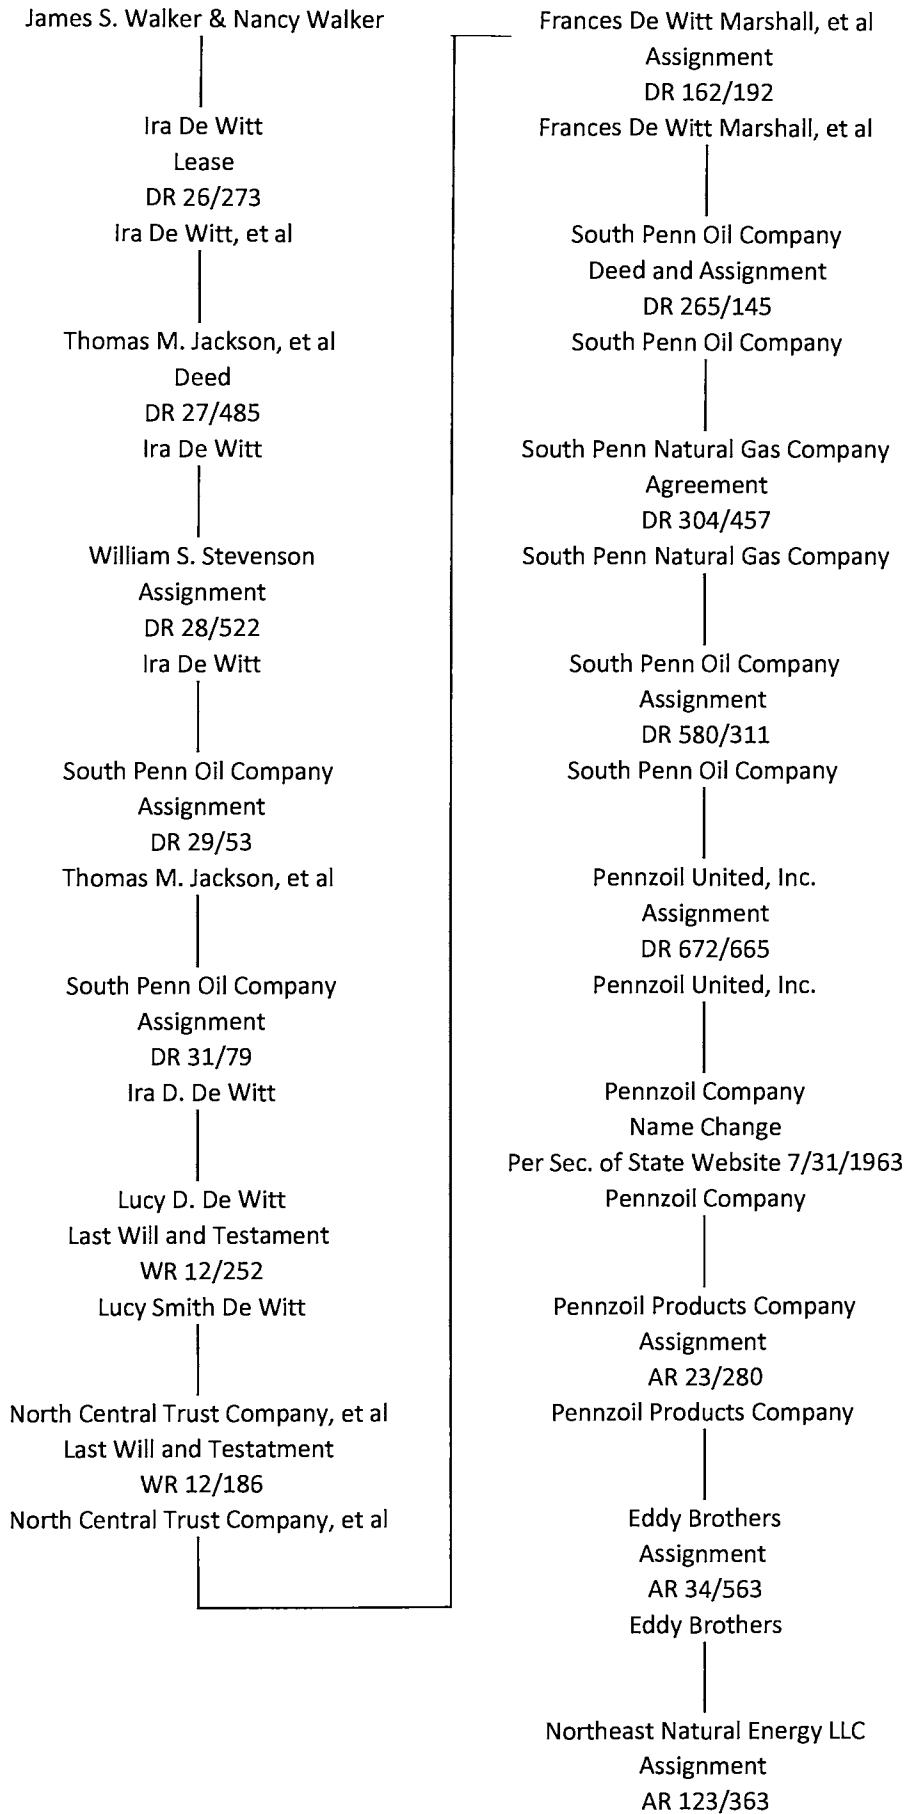 James S. Walker & Nancy Walker
Ira De Witt
Lease
DR 26/273
Ira De Witt, et al
Thomas M. Jackson, et al
Deed
DR 27/485
Ira De Witt
William S. Stevenson
Assignment
DR 28/522
Ira De Witt
South Penn Oil Company
Assignment
DR 29/53
Thomas M. Jackson, et al
South Penn Oil Company
Assignment
DR 31/79
Ira D. De Witt
Lucy D. De Witt
Last Will and Testament
WR 12/252
Lucy Smith De Witt
North Central Trust Company, et al
Last Will and Testatment
WR 12/186
North Central Trust Company, et al
Frances De Witt Marshall, et al
Assignment
DR 162/192
Frances De Witt Marshall, et al
South Penn Oil Company
Deed and Assignment
DR 265/145
South Penn Oil Company
South Penn Natural Gas Company
Agreement
DR 304/457
South Penn Natural Gas Company
South Penn Oil Company
Assignment
DR 580/311
South Penn Oil Company
Pennzoil United, Inc.
Assignment
DR 672/665
Pennzoil United, Inc.
Pennzoil Company
Name Change
Per Sec. of State Website 7/31/1963
Pennzoil Company
Pennzoil Products Company
Assignment
AR 23/280
Pennzoil Products Company
Eddy Brothers
Assignment
AR 34/563
Eddy Brothers
Northeast Natural Energy LLC
Assignment
AR 123/363